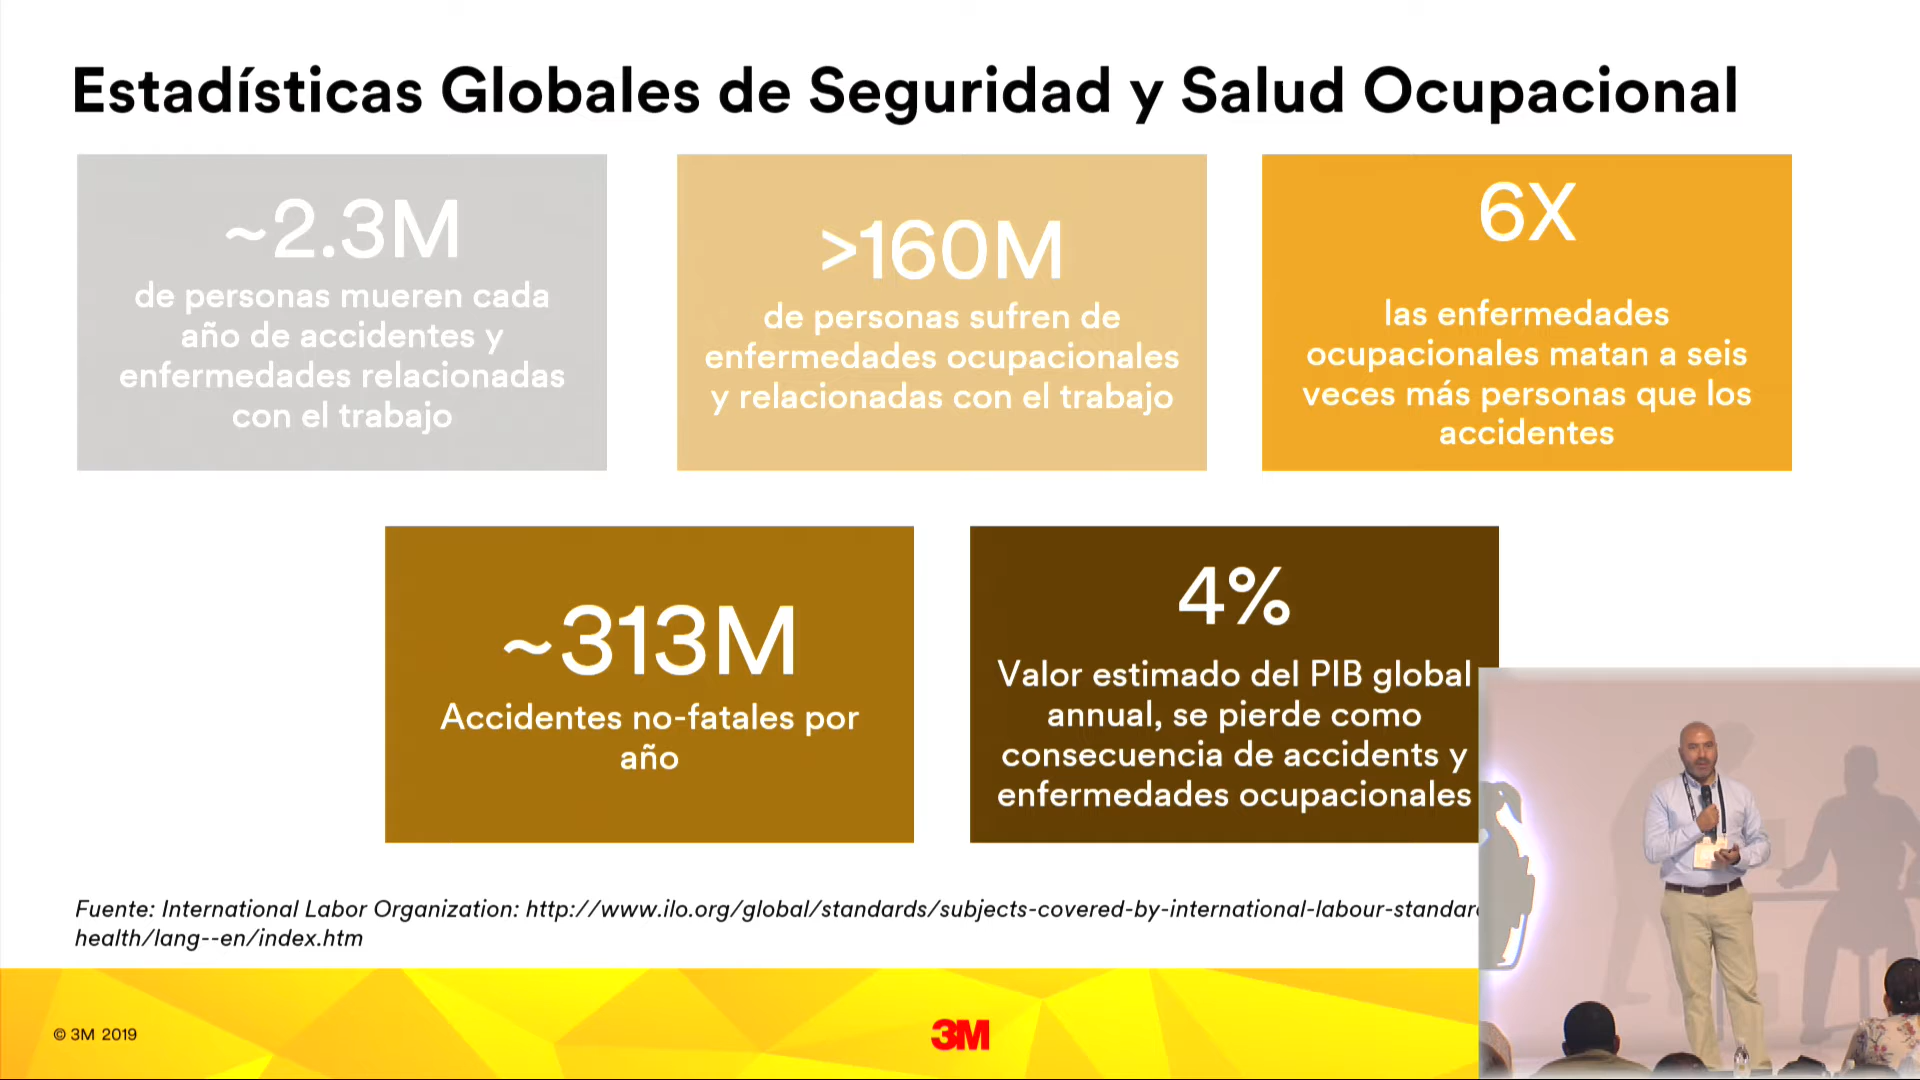 Estadísticas Globales de Seguridad y Salud Ocupacional
~2.3M
de personas mueren cada
año de accidentes y
enfermedades relacionadas
con el trabajo
>160M
de personas sufren de
enfermedades ocupacionales
y relacionadas con el trabajo
6X
las enfermedades
ocupacionales matan a seis
veces más personas que los
accidentes
~313M
Accidentes no-fatales por
año
4%
Valor estimado del PIB global
annual, se pierde como
consecuencia de accidents y
enfermedades ocupacionales
Fuente: International Labor Organization: http://www.ilo.org/global/standards/subjects-covered-by-international-labour-standar
health/lang--en/index.htm
© 3M 2019
3M